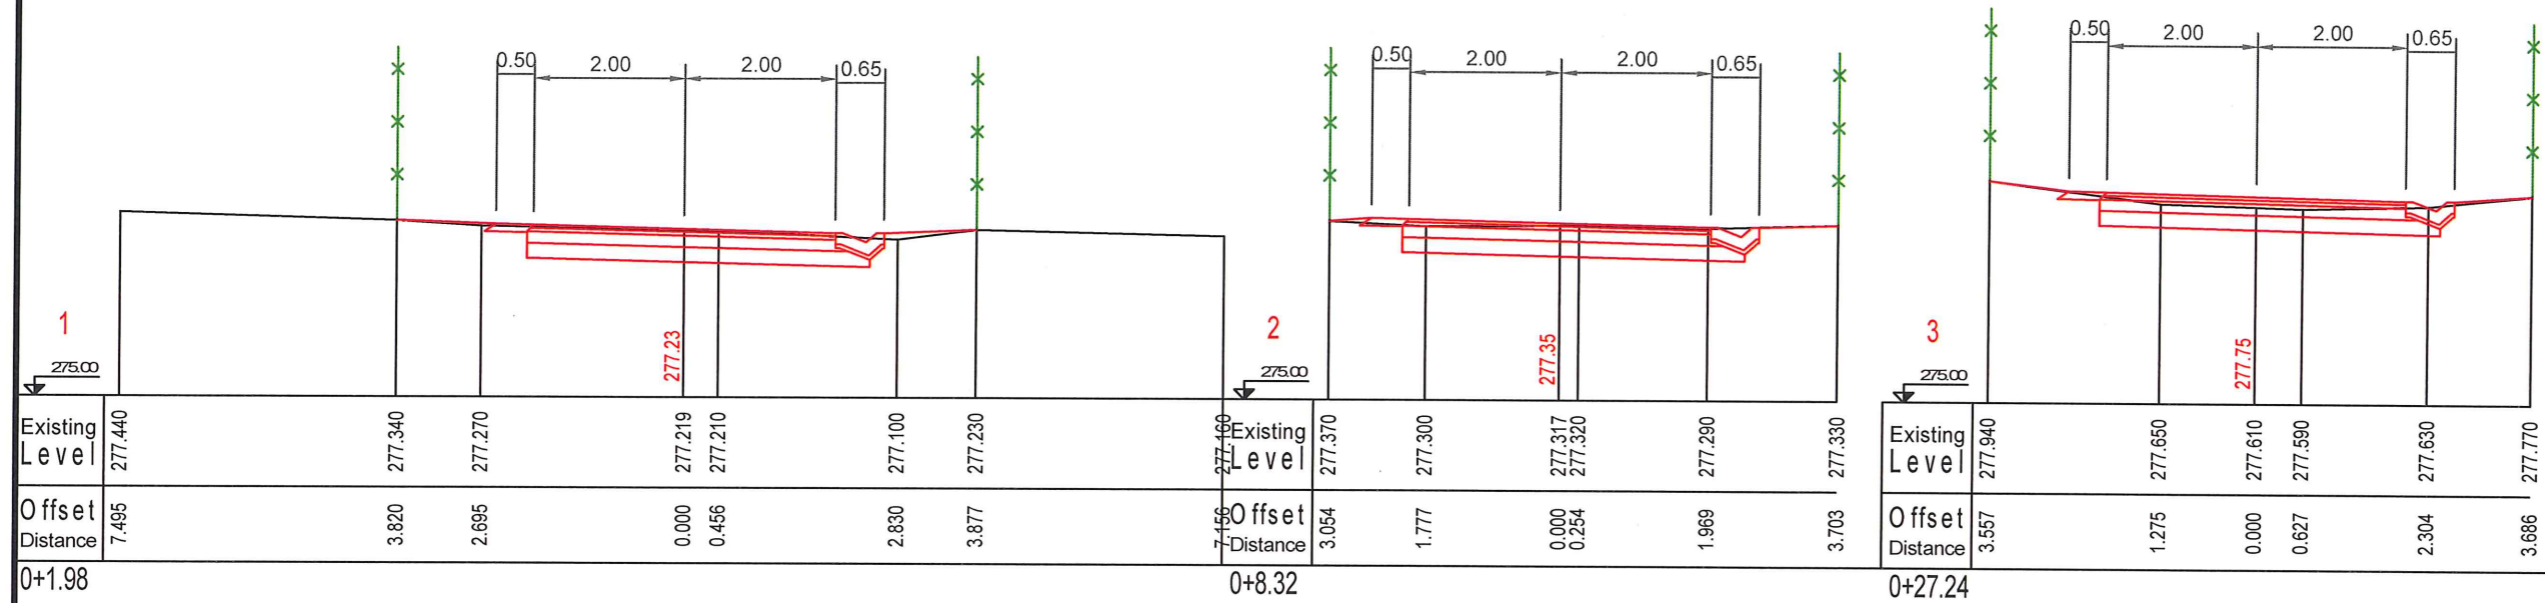 0.50 2.00 2.00 0.65
277.23
1
275.00
Existing Level 277.440 277.340 277.270 277.219 277.210 277.100 277.230 277.160
Offset Distance 7.495 3.820 2.695 0.000 0.456 2.830 3.877 7.156
0+1.98
0.50 2.00 2.00 0.65
277.35
2
275.00
Existing Level 277.370 277.300 277.317 277.320 277.290 277.330
Offset Distance 3.054 1.777 0.000 0.254 1.969 3.703
0+8.32
0.50 2.00 2.00 0.65
277.75
3
275.00
Existing Level 277.940 277.650 277.610 277.590 277.630 277.770
Offset Distance 3.557 1.275 0.000 0.627 2.304 3.686
0+27.24